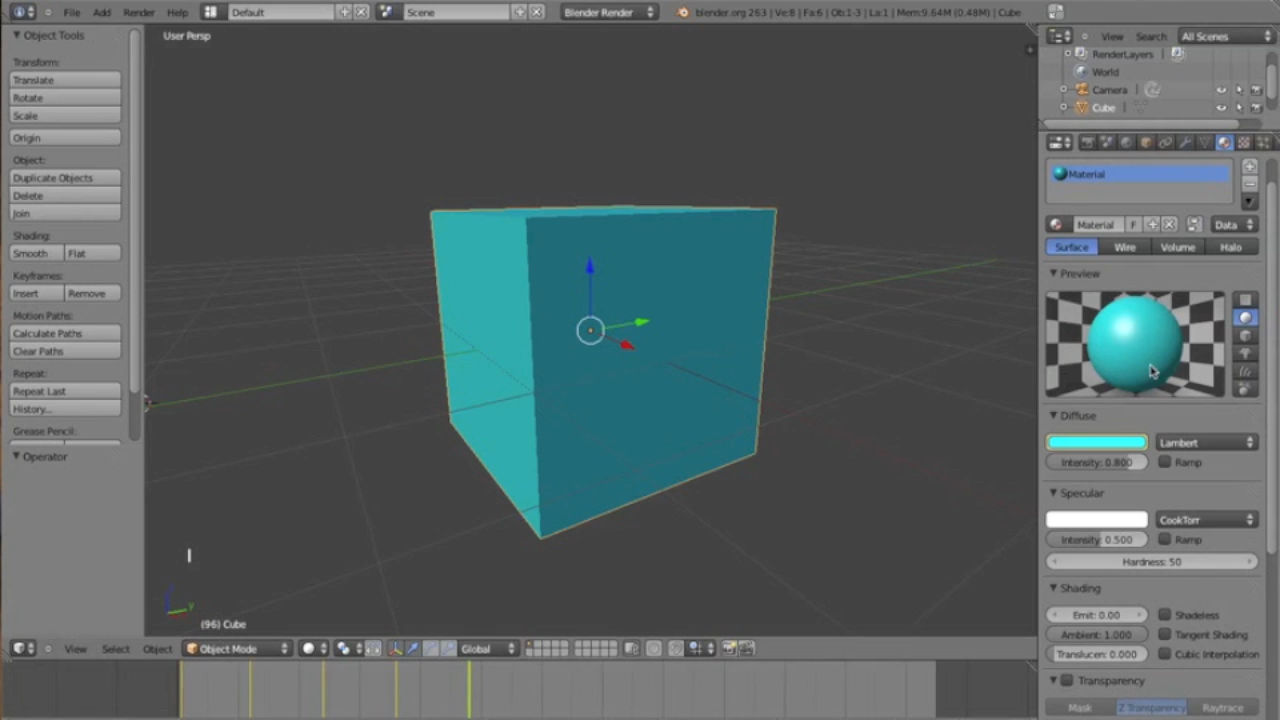 File Add Render Help Default Scene Blender Render blender.org 263 | Ve:8 | Fa:6 | Ob:1-3 | La:1 | Mem:9.64M (0.48M) | Cube
Object Tools
Transform:
Translate
Rotate
Scale
Origin
Object:
Duplicate Objects
Delete
Join
Shading:
Smooth Flat
Keyframes:
Insert Remove
Motion Paths:
Calculate Paths
Clear Paths
Repeat:
Repeat Last
History...
Grease Pencil:
Operator
User Persp
I
y
(96) Cube
View Select Object Object Mode Global
View Search All Scenes
RenderLayers |
World
Camera |
Cube |
Material
Material F Data
Surface Wire Volume Halo
Preview
Diffuse
Lambert
Intensity: 0.800 Ramp
Specular
CookTorr
Intensity: 0.500 Ramp
Hardness: 50
Shading
Emit: 0.00 Shadeless
Ambient: 1.000 Tangent Shading
Translucen: 0.000 Cubic Interpolation
Transparency
Mask Z Transparency Raytrace